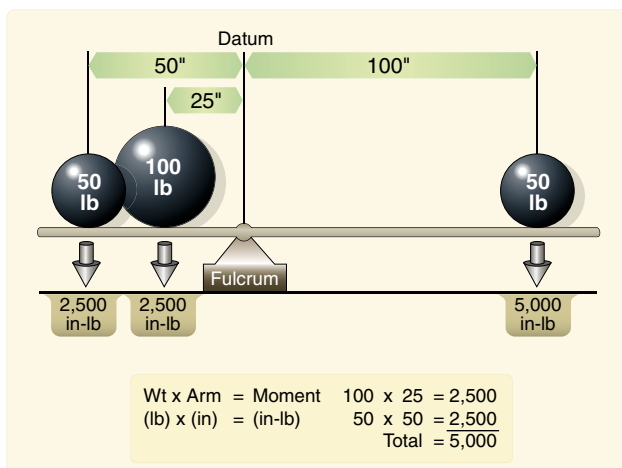 Datum
50"
100"
25"
50
lb
100
lb
50
lb
Fulcrum
2,500
in-lb
2,500
in-lb
5,000
in-lb
Wt x Arm = Moment 100 x 25 = 2,500
(lb) x (in) = (in-lb) 50 x 50 = 2,500
Total = 5,000